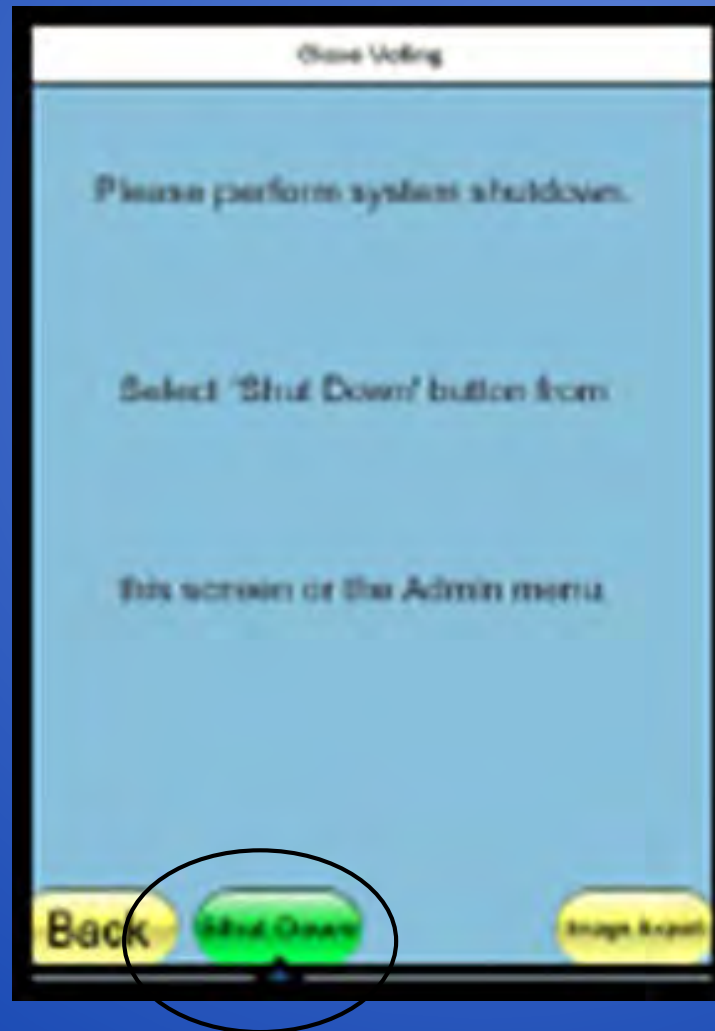 Close Voting
Please perform system shutdown.
Select 'Shut Down' button from
this screen or the Admin menu
Back
Shut Down
Image Export